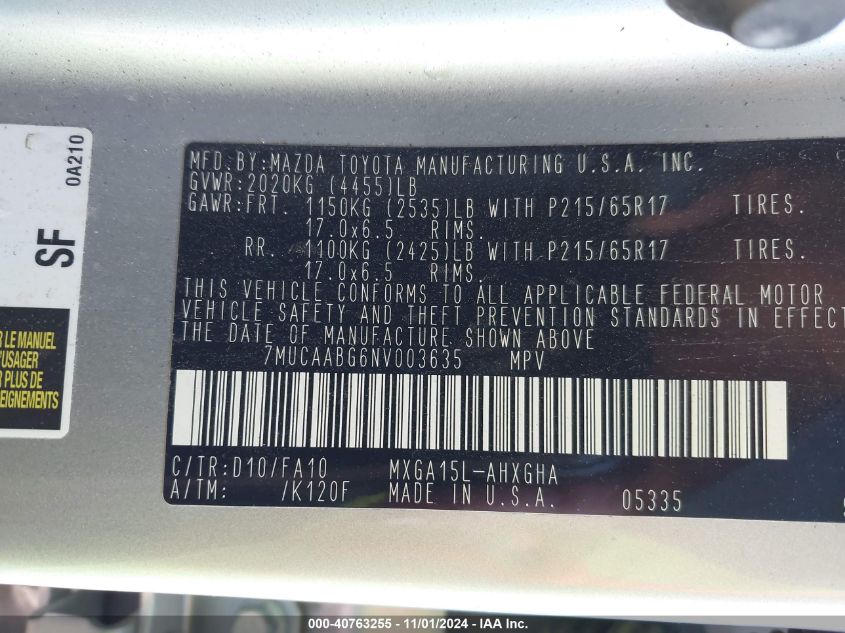 MFD. BY:MAZDA TOYOTA MANUFACTURING U.S.A. INC.
GVWR:2020KG (4455)LB
GAWR:FRT. 1150KG (2535)LB WITH P215/65R17 TIRES.
17.0x6.5 RIMS.
RR. 1100KG (2425)LB WITH P215/65R17 TIRES.
17.0x6.5 RIMS.
THIS VEHICLE CONFORMS TO ALL APPLICABLE FEDERAL MOTOR
VEHICLE SAFETY AND THEFT PREVENTION STANDARDS IN EFFECT
THE DATE OF MANUFACTURE SHOWN ABOVE
7MUCAABG6NV003635 MPV
C/TR:D10/FA10 MXGA15L-AHXGHA
A/TM: /K120F MADE IN U.S.A. 05335
SF
0A210
R LE MANUEL
'USAGER
R PLUS DE
EIGNEMENTS
000-40763255 - 11/01/2024 - IAA Inc.